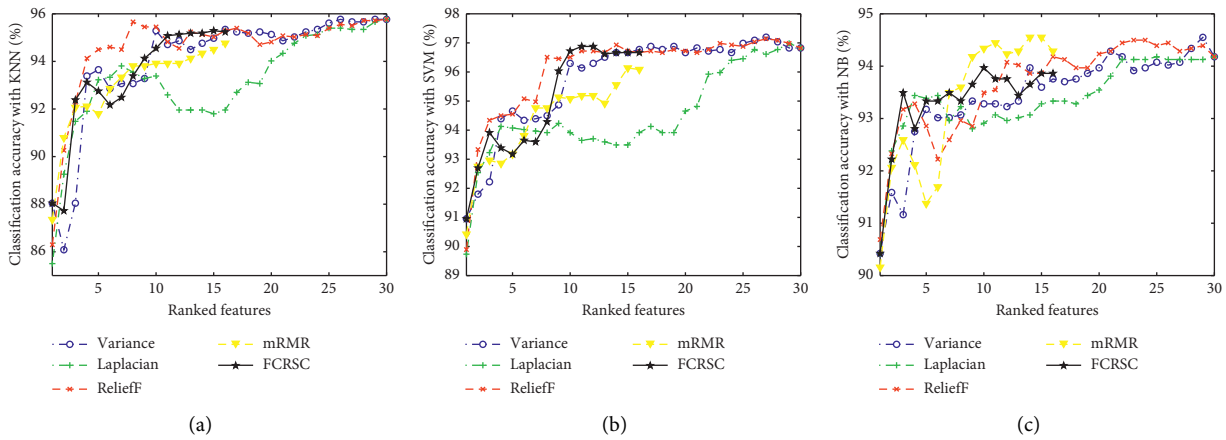 Classification accuracy with KNN (%)
96
94
92
90
88
86
5
10
15
20
25
30
Ranked features
Variance
Laplacian
ReliefF
mRMR
FCRSC
(a)
Classification accuracy with SVM (%)
98
97
96
95
94
93
92
91
90
89
5
10
15
20
25
30
Ranked features
Variance
Laplacian
ReliefF
mRMR
FCRSC
(b)
Classification accuracy with NB (%)
95
94
93
92
91
90
5
10
15
20
25
30
Ranked features
Variance
Laplacian
ReliefF
mRMR
FCRSC
(c)